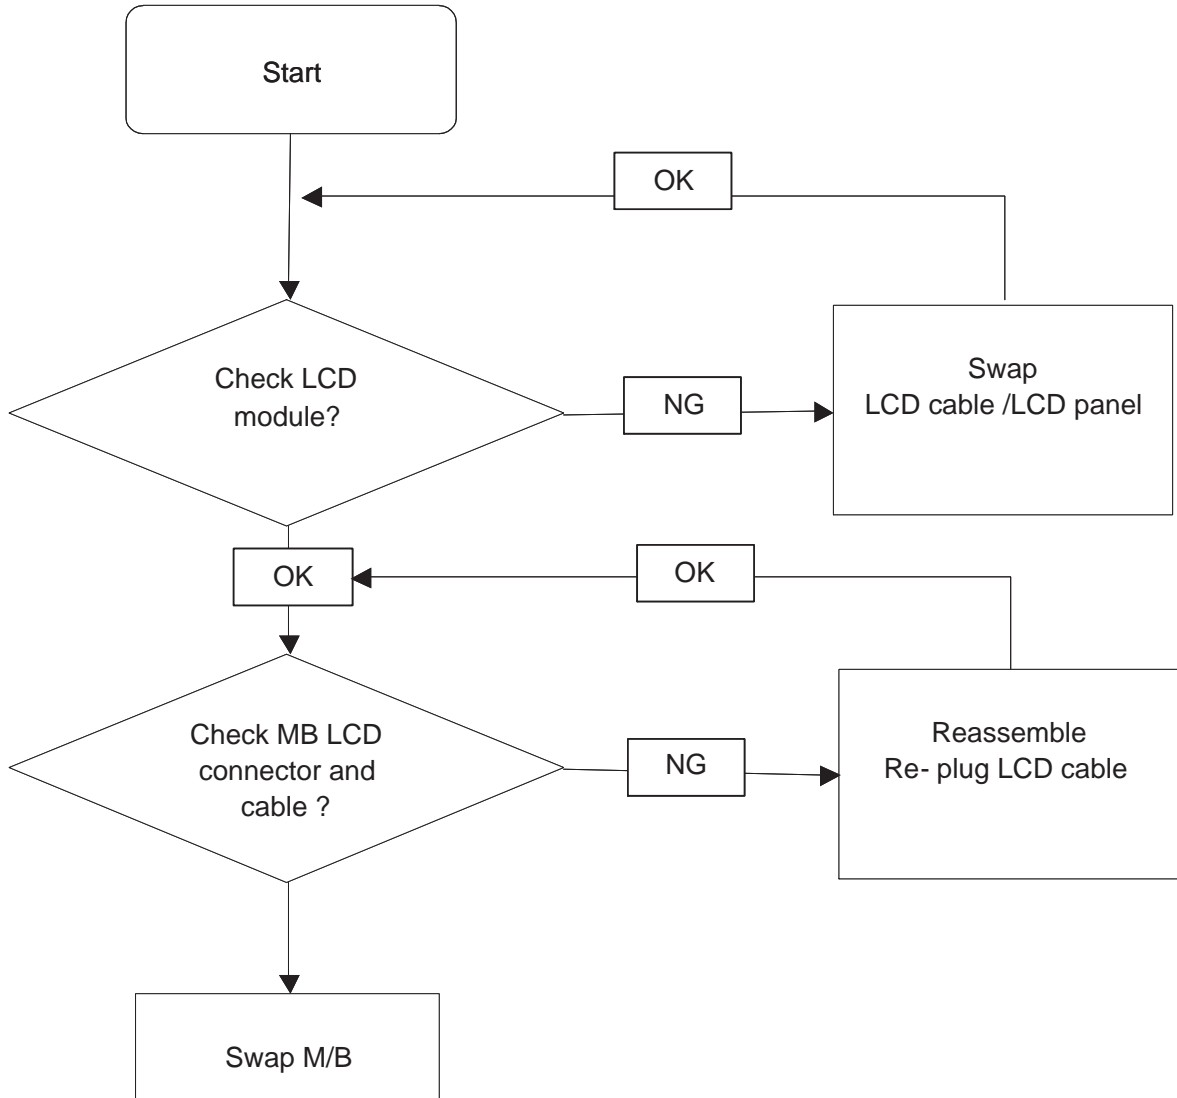 Start
OK
Check LCD
module?
NG
Swap
LCD cable /LCD panel
OK
OK
Check MB LCD
connector and
cable ?
NG
Reassemble
Re- plug LCD cable
Swap M/B